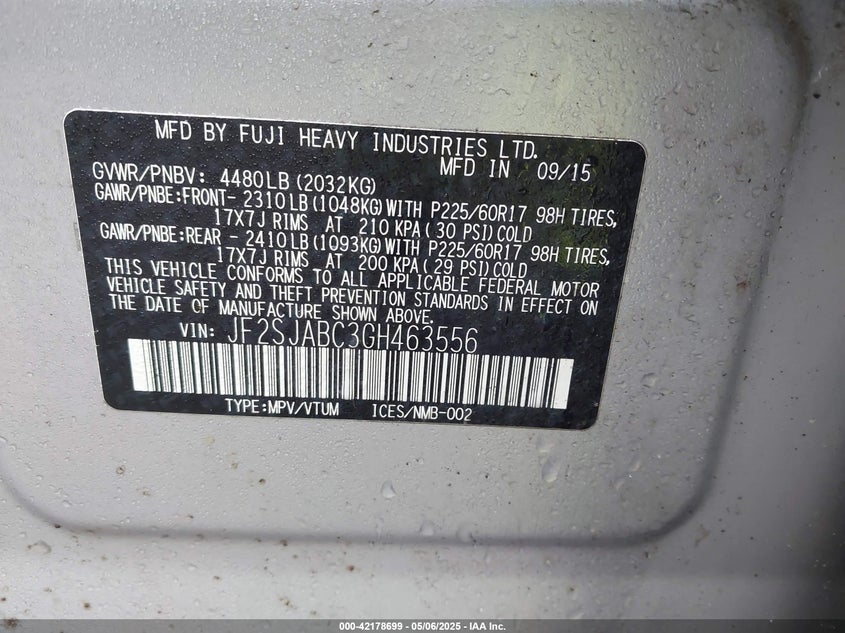 MFD BY FUJI HEAVY INDUSTRIES LTD.
MFD IN 09/15
GVWR/PNBV: 4480LB(2032KG)
GAWR/PNBE:FRONT- 2310LB(1048KG)WITH P225/60R17 98H TIRES,
17X7J RIMS AT 210 KPA( 30 PSI)COLD
GAWR/PNBE:REAR - 2410LB(1093KG)WITH P225/60R17 98H TIRES,
17X7J RIMS AT 200 KPA( 29 PSI)COLD
THIS VEHICLE CONFORMS TO ALL APPLICABLE FEDERAL MOTOR
VEHICLE SAFETY AND THEFT PREVENTION STANDARDS IN EFFECT ON
THE DATE OF MANUFACTURE SHOWN ABOVE.
VIN: JF2SJABC3GH463556
TYPE:MPV/VTUM ICES/NMB-002
000-42178699 - 05/06/2025 - IAA Inc.